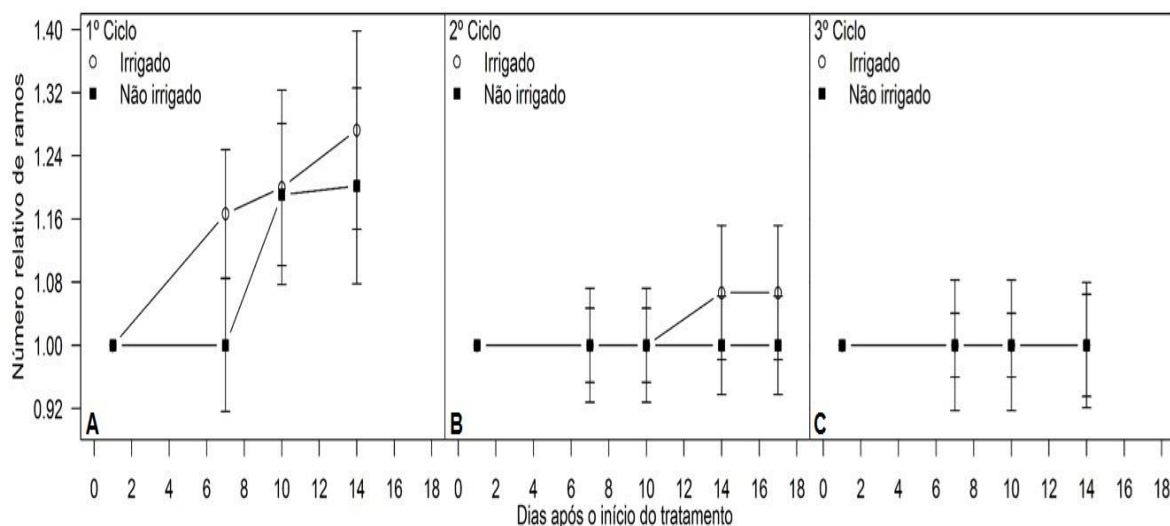 Número relativo de ramos
1.40
1.32
1.24
1.16
1.08
1.00
0.92
1º Ciclo
Irrigado
Não irrigado
A
0 2 4 6 8 10 12 14 16 18
2º Ciclo
Irrigado
Não irrigado
B
0 2 4 6 8 10 12 14 16 18
3º Ciclo
Irrigado
Não irrigado
C
0 2 4 6 8 10 12 14 16 18
Dias após o início do tratamento